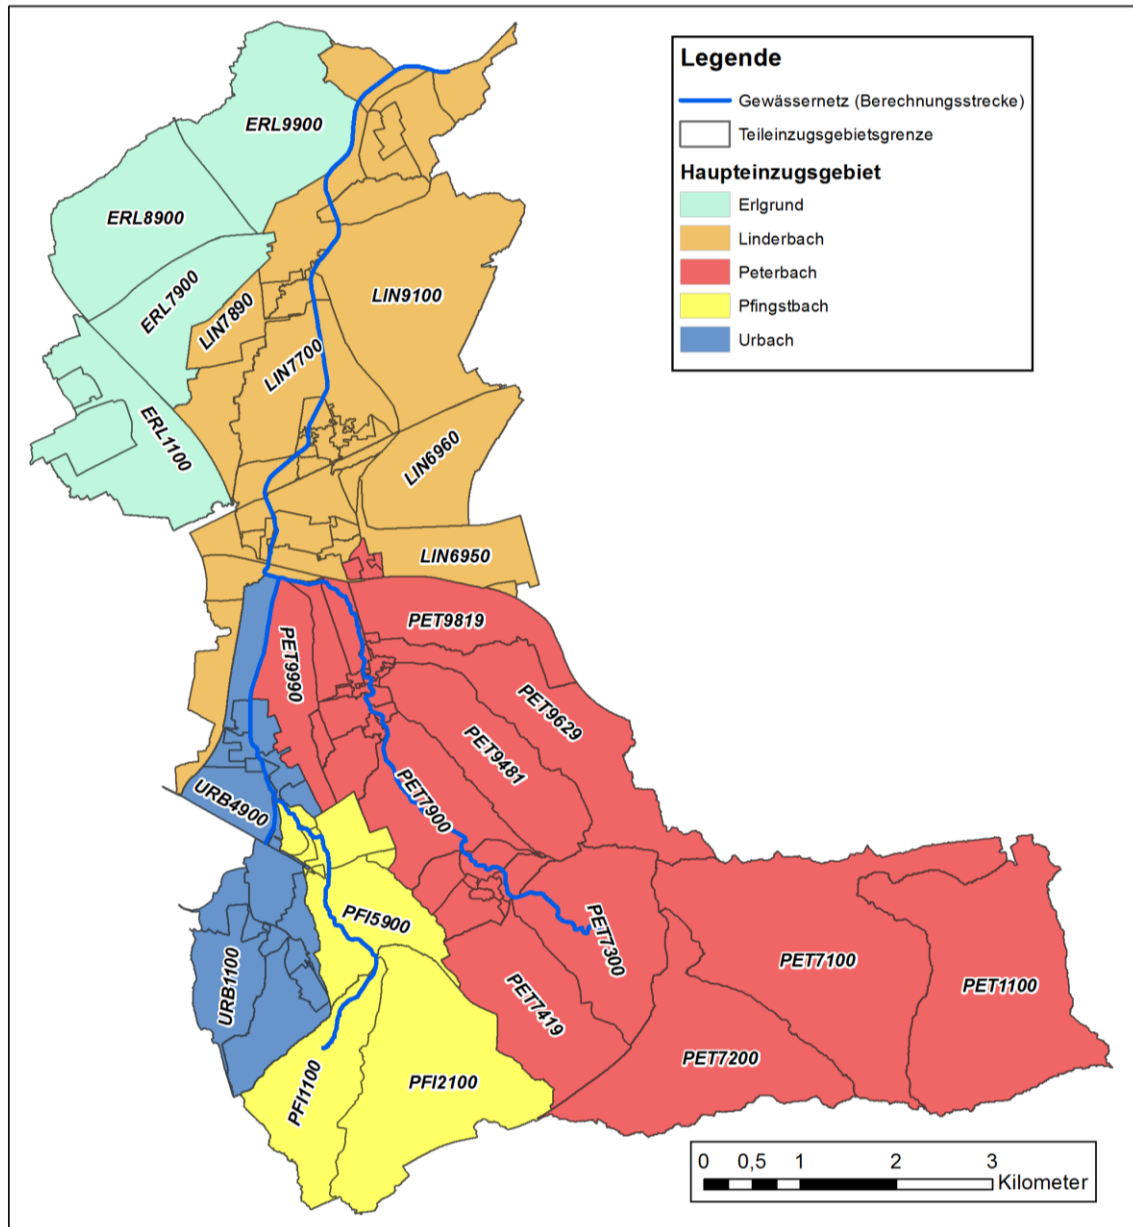 Legende
Gewässernetz (Berechnungsstrecke)
Teileinzugsgebietsgrenze
Haupteinzugsgebiet
Erlgrund
Linderbach
Peterbach
Pfingstbach
Urbach
ERL9900
ERL8900
ERL7900
LIN7890
LIN9100
LIN7700
ERL1100
LIN6960
LIN6950
PET9819
PET9990
PET9629
PET9481
PET7900
URB4900
PFI5900
PET7300
PET7100
PET1100
URB1100
PET7419
PET7200
PFI1100
PFI2100
0 0,5 1 2 3
Kilometer